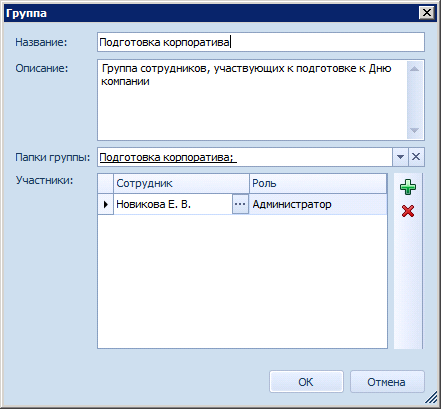 Группа
Название:
Подготовка корпоратива
Описание:
Группа сотрудников, участвующих к подготовке к Дню
компании
Папки группы:
Подготовка корпоратива;
Участники:
Сотрудник Роль
Новикова Е. В. ... Администратор
ОК Отмена